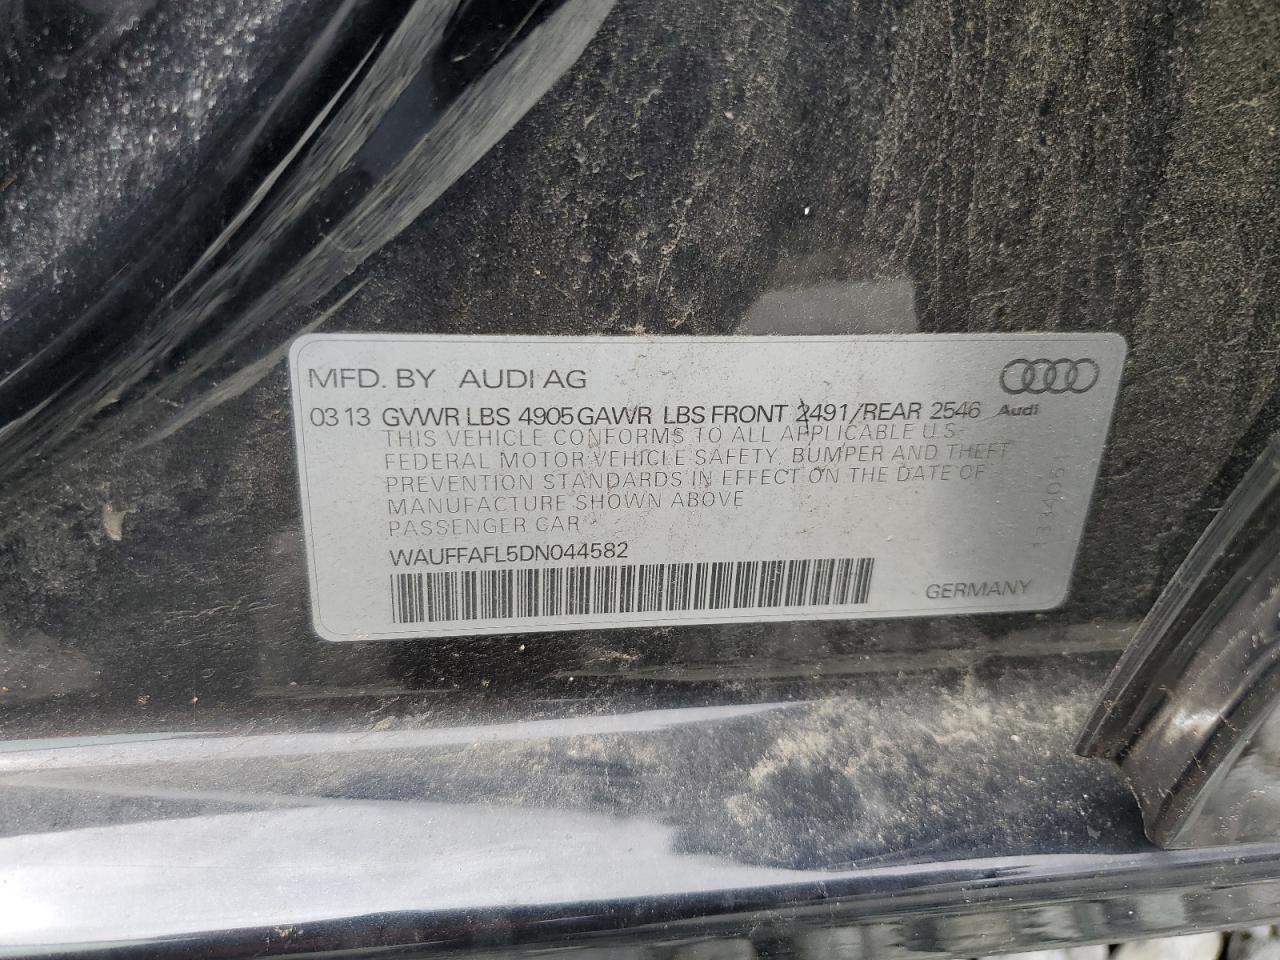 MFD. BY AUDI AG
03 13 GVWR LBS 4905 GAWR LBS FRONT 2491/REAR 2546
Audi
THIS VEHICLE CONFORMS TO ALL APPLICABLE U.S.
FEDERAL MOTOR VEHICLE SAFETY, BUMPER AND THEFT
PREVENTION STANDARDS IN EFFECT ON THE DATE OF
MANUFACTURE SHOWN ABOVE
PASSENGER CAR
WAUFFAFL5DN044582
GERMANY